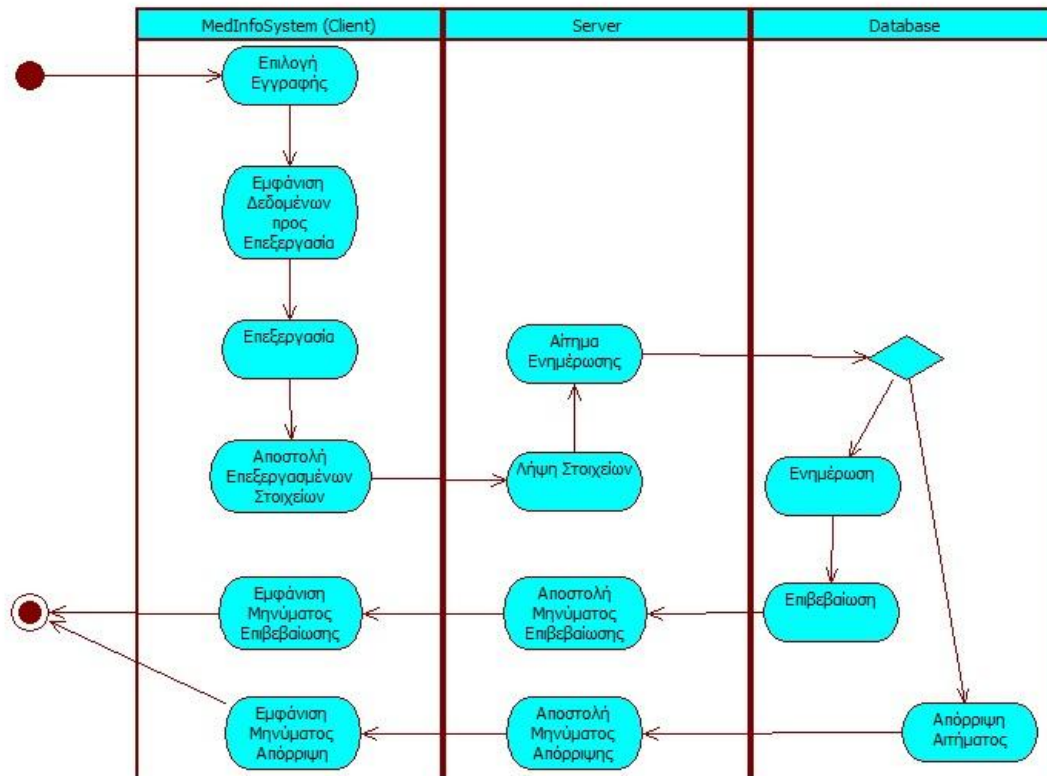 MedInfoSystem (Client)
Server
Database
Επιλογή
Εγγραφής
Εμφάνιση
Δεδομένων
προς
Επεξεργασία
Επεξεργασία
Αποστολή
Επεξεργασμένων
Στοιχείων
Λήψη Στοιχείων
Αίτημα
Ενημέρωσης
Ενημέρωση
Επιβεβαίωση
Αποστολή
Μηνύματος
Επιβεβαίωσης
Εμφάνιση
Μηνύματος
Επιβεβαίωσης
Απόρριψη
Αιτήματος
Αποστολή
Μηνύματος
Απόρριψης
Εμφάνιση
Μηνύματος
Απόρριψη